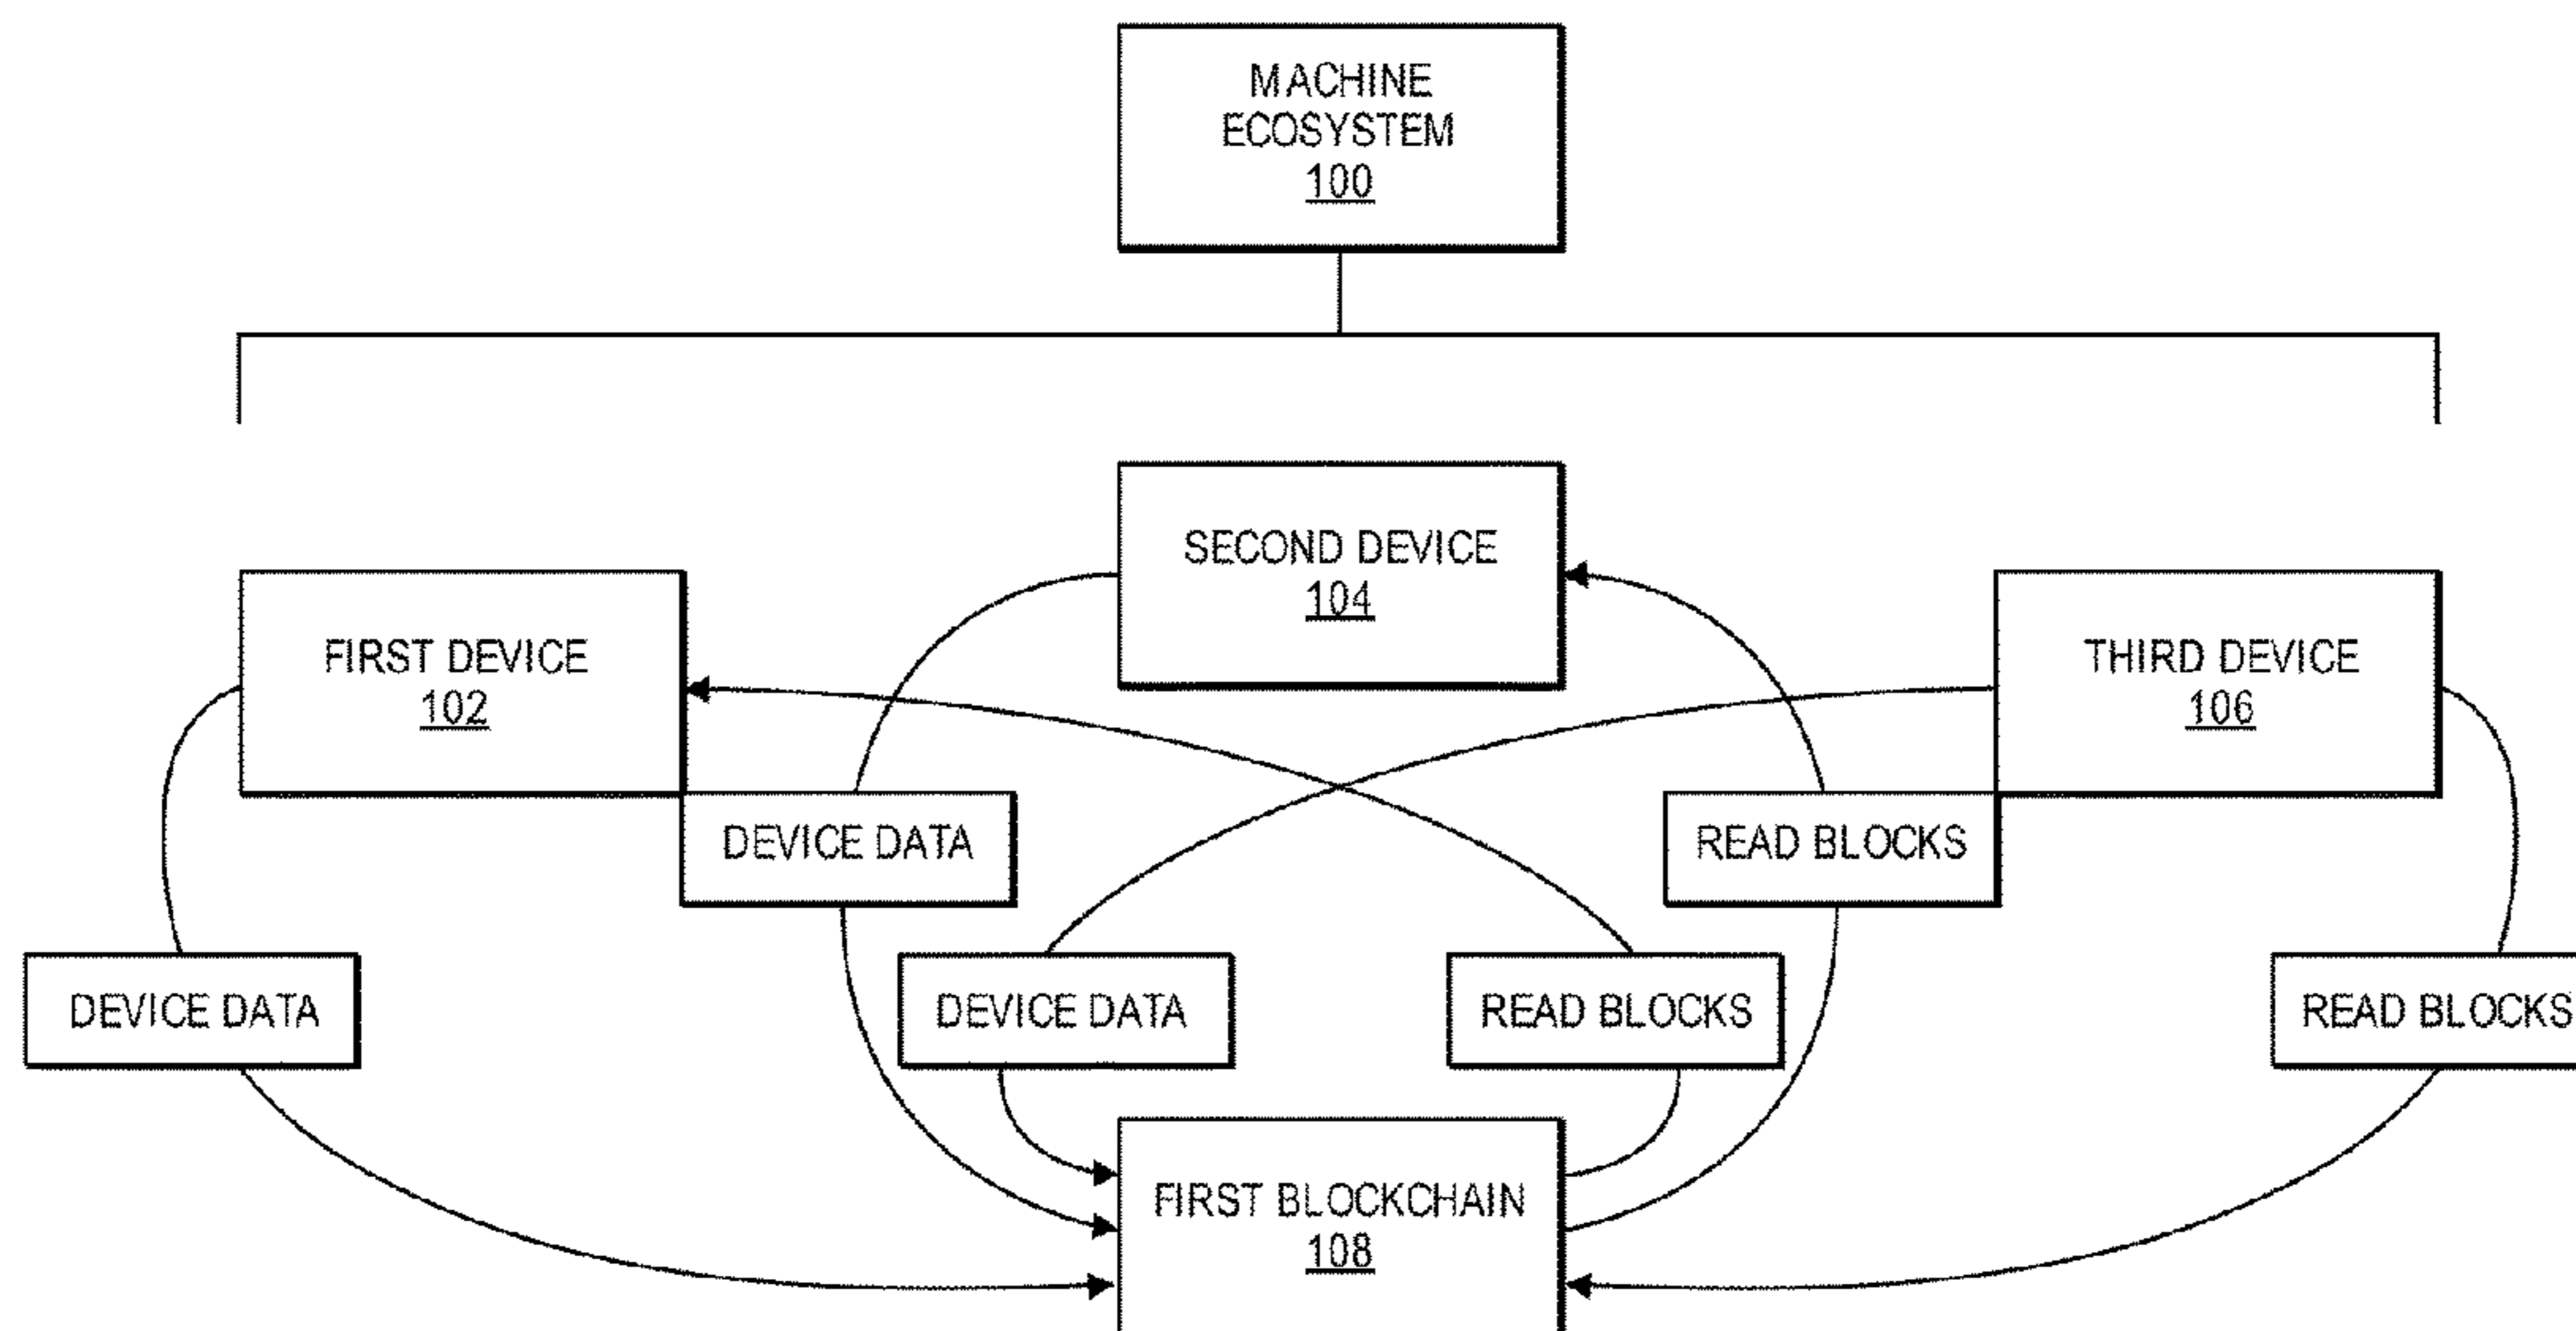 MACHINE
ECOSYSTEM
100
SECOND DEVICE
104
FIRST DEVICE
102
THIRD DEVICE
106
DEVICE DATA
READ BLOCKS
DEVICE DATA
DEVICE DATA
READ BLOCKS
READ BLOCKS
FIRST BLOCKCHAIN
108